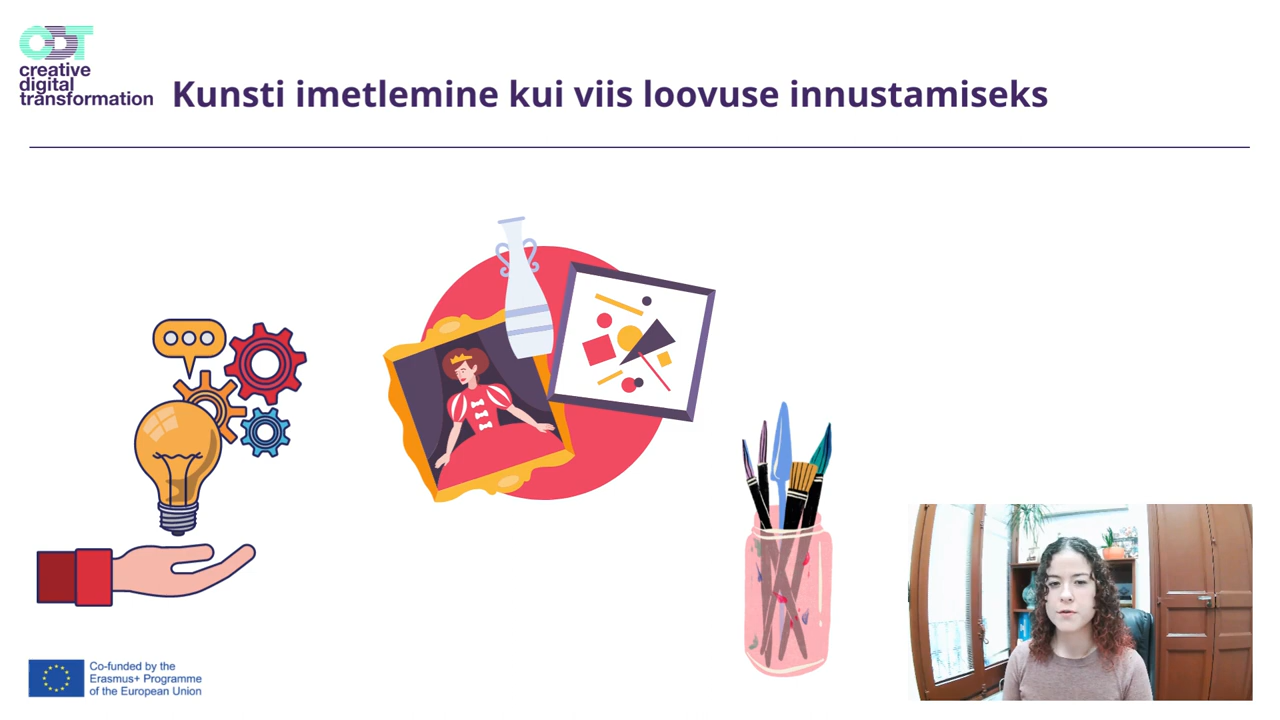 CDT
creative
digital
transformation
Kunsti imetlemine kui viis loovuse innustamiseks
Co-funded by the
Erasmus+ Programme
of the European Union